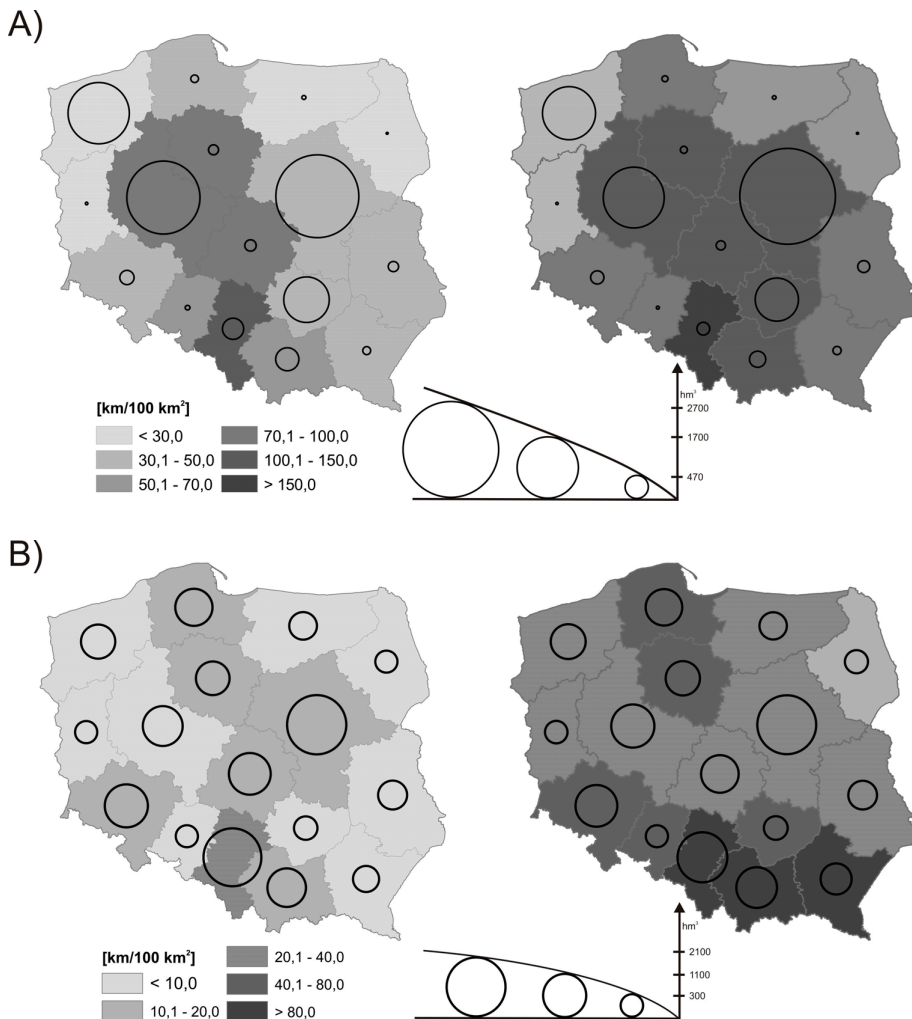 A)
[km/100 km²]
< 30,0
30,1 - 50,0
50,1 - 70,0
70,1 - 100,0
100,1 - 150,0
> 150,0
hm³
2700
1700
470
B)
[km/100 km²]
< 10,0
10,1 - 20,0
20,1 - 40,0
40,1 - 80,0
> 80,0
hm³
2100
1100
300